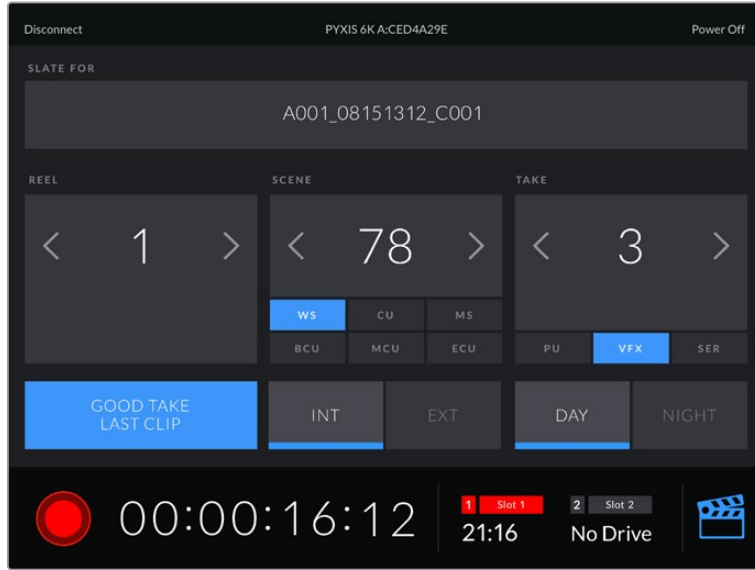 Disconnect PYXIS 6K A:CED4A29E Power Off
SLATE FOR
A001_08151312_C001
REEL SCENE TAKE
< 1 > < 78 > < 3 >
WS CU MS
BCU MCU ECU PU VFX SER
GOOD TAKE
LAST CLIP
INT EXT DAY NIGHT
00:00:16:12
1 Slot 1 2 Slot 2
21:16 No Drive